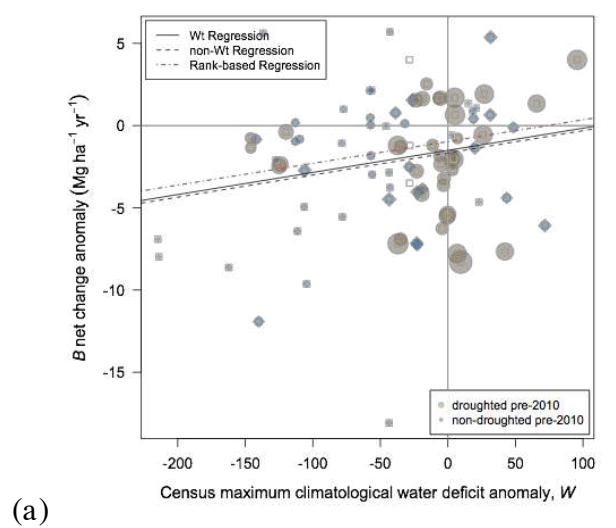 Wt Regression
non-Wt Regression
Rank-based Regression
5
0
-5
-10
-15
B net change anomaly (Mg ha⁻¹ yr⁻¹)
droughted pre-2010
non-droughted pre-2010
-200 -150 -100 -50 0 50 100
Census maximum climatological water deficit anomaly, W
(a)